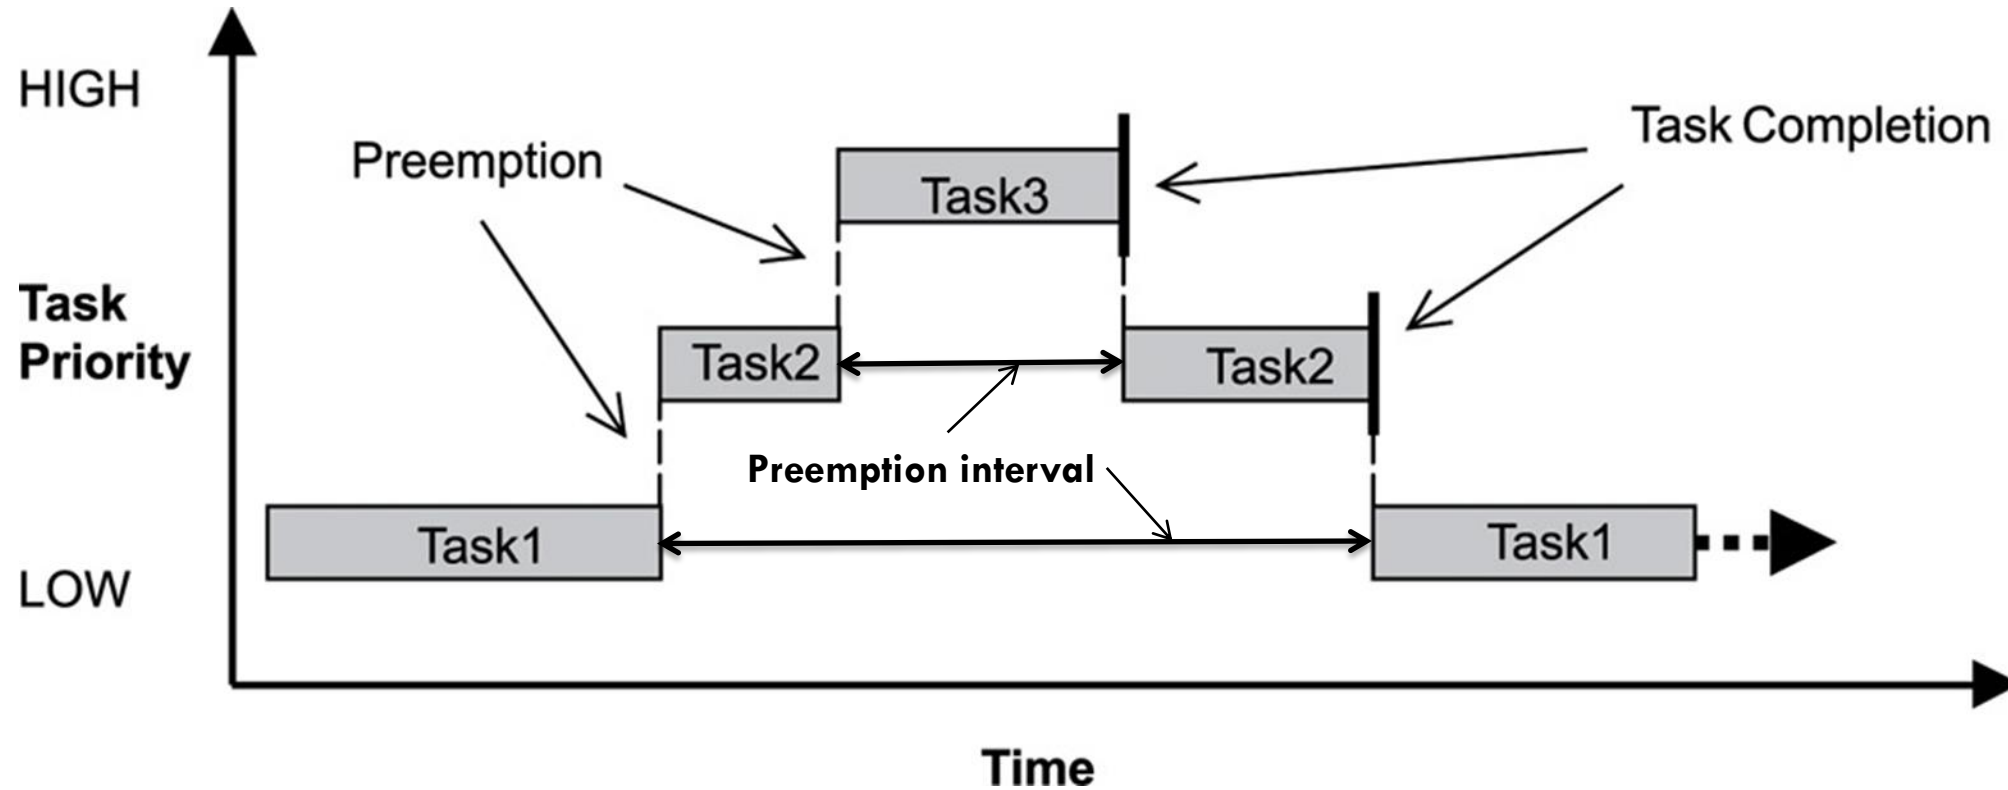 HIGH
Task Completion
Preemption
Task3
Task
Priority
Task2
Task2
Preemption interval
Task1
Task1
LOW
Time